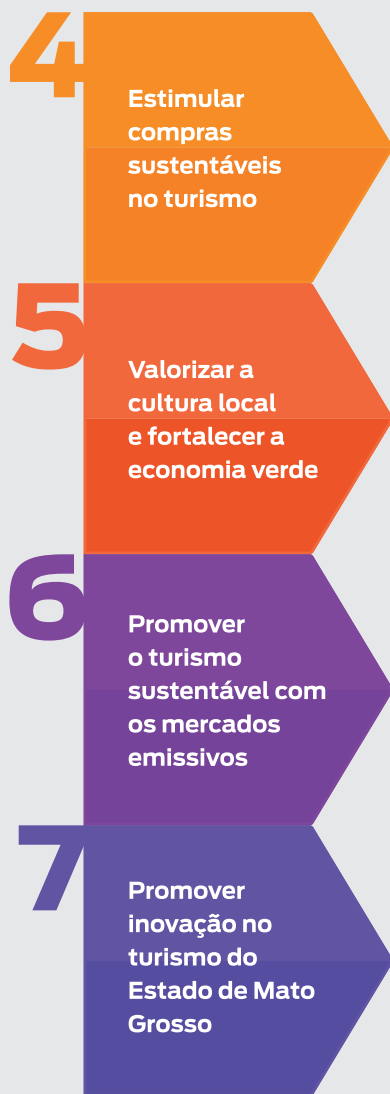 4
Estimular
compras
sustentáveis
no turismo
5
Valorizar a
cultura local
e fortalecer a
economia verde
6
Promover
o turismo
sustentável com
os mercados
emissivos
7
Promover
inovação no
turismo do
Estado de Mato
Grosso